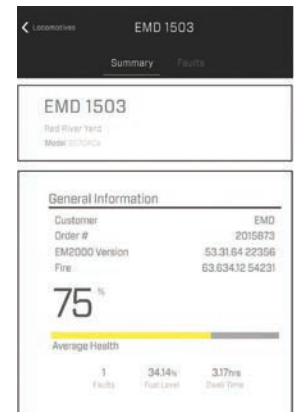 Locomotives EMD 1503
Summary Faults
EMD 1503
Red River Yard
Model
General Information
Customer EMD
Order # 2015873
EM2000 Version 53.31.64 22356
Fire 63.634.12 54231
75 %
Average Health
1 34.14% 3.17hrs
Faults Fuel Level Dwell Time